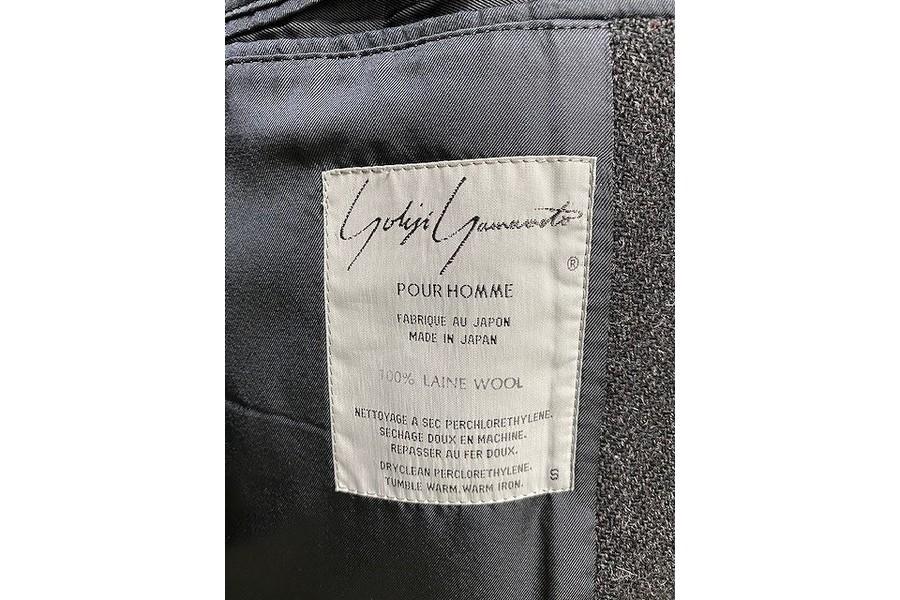 Yohji Yamamoto
®
POUR HOMME
FABRIQUE AU JAPON
MADE IN JAPAN
100% LAINE WOOL
NETTOYAGE A SEC PERCHLORETHYLENE.
SECHAGE DOUX EN MACHINE.
REPASSER AU FER DOUX.
DRYCLEAN PERCLORETHYLENE.
TUMBLE WARM. WARM IRON.
S